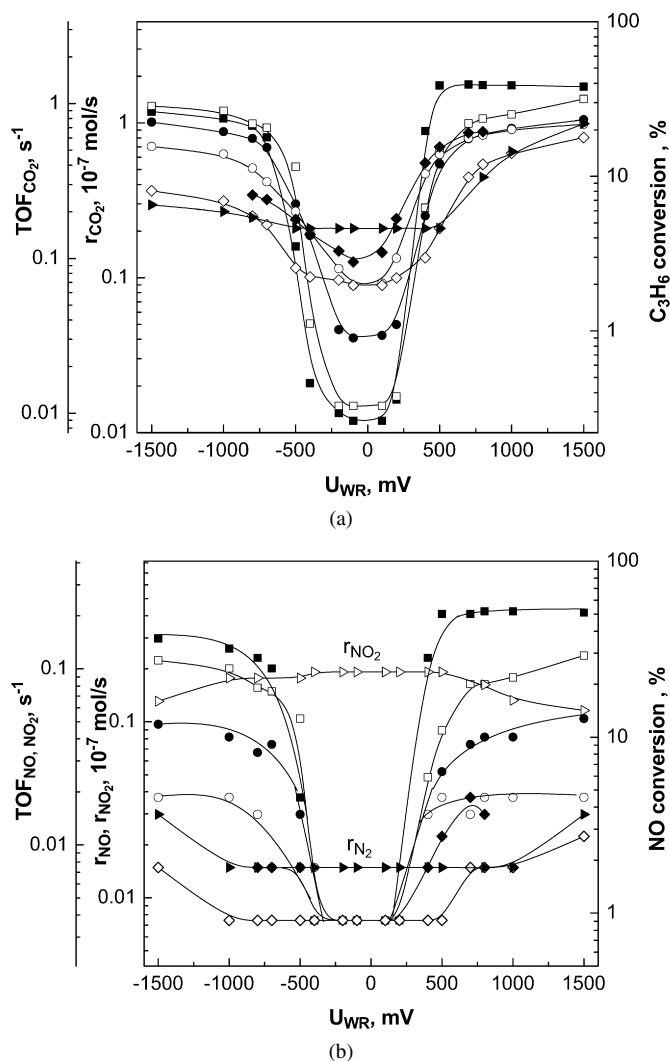 100
1
1
10
0.1
0.1
1
0.01
0.01
TOF_CO2, s^-1
r_CO2, 10^-7 mol/s
C3H6 conversion , %
-1500 -1000 -500 0 500 1000 1500
U_WR, mV
(a)
100
0.1
0.1
10
0.01
0.01
1
TOF_NO, NO2, s^-1
r_NO, r_NO2, 10^-7 mol/s
NO conversion , %
r_NO2
r_N2
-1500 -1000 -500 0 500 1000 1500
U_WR, mV
(b)